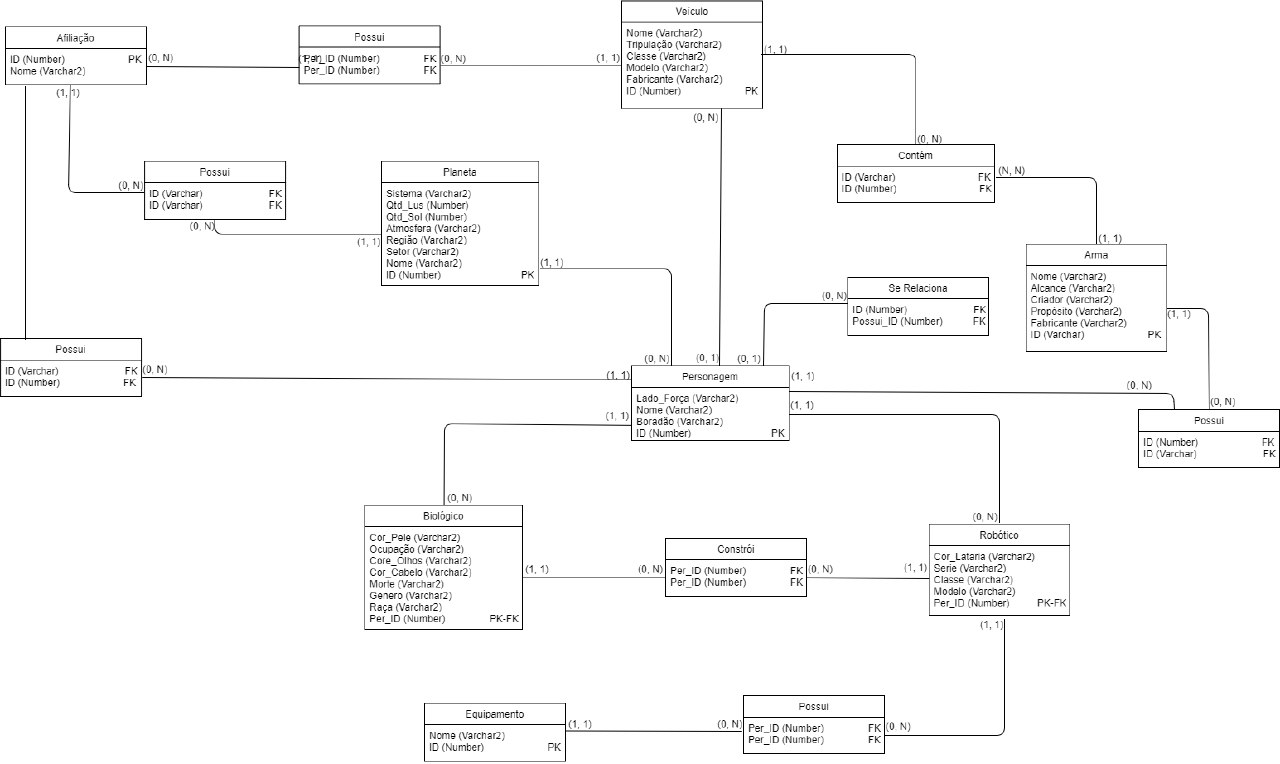 Afiliação
ID (Number) PK
Nome (Varchar2)
(0, N)
(1, 1)
Possui
Per_ID (Number) FK
Per_ID (Number) FK
(0, N)
(1, 1)
Veículo
Nome (Varchar2)
Tripulação (Varchar2)
Classe (Varchar2)
Modelo (Varchar2)
Fabricante (Varchar2)
ID (Number) PK
(1, 1)
(0, N)
(0, N)
Contêm
ID (Varchar) FK
ID (Number) FK
(N, N)
(1, 1)
Possui
ID (Varchar) FK
ID (Varchar) FK
(0, N)
(0, N)
Planeta
Sistema (Varchar2)
Qtd_Lus (Number)
Qtd_Sol (Number)
Atmosfera (Varchar2)
Região (Varchar2)
Setor (Varchar2)
Nome (Varchar2)
ID (Number) PK
(1, 1)
(1, 1)
Arma
Nome (Varchar2)
Alcance (Varchar2)
Criador (Varchar2)
Propósito (Varchar2)
Fabricante (Varchar2)
ID (Varchar) PK
(1, 1)
Se Relaciona
ID (Number) FK
Possui_ID (Number) FK
(0, N)
Possui
ID (Varchar) FK
ID (Number) FK
(0, N)
(1, 1)
(0, N)
(0, 1)
(0, 1)
Personagem
Lado_Força (Varchar2)
Nome (Varchar2)
Boradão (Varchar2)
ID (Number) PK
(1, 1)
(1, 1)
(1, 1)
(0, N)
(0, N)
Possui
ID (Number) FK
ID (Varchar) FK
(0, N)
Biológico
Cor_Pele (Varchar2)
Ocupação (Varchar2)
Core_Olhos (Varchar2)
Cor_Cabelo (Varchar2)
Morte (Varchar2)
Genero (Varchar2)
Raça (Varchar2)
Per_ID (Number) PK-FK
(1, 1)
(0, N)
Constrói
Per_ID (Number) FK
Per_ID (Number) FK
(0, N)
(1, 1)
(0, N)
Robótico
Cor_Lataria (Varchar2)
Serie (Varchar2)
Classe (Varchar2)
Modelo (Varchar2)
Per_ID (Number) PK-FK
(1, 1)
Equipamento
Nome (Varchar2)
ID (Number) PK
(1, 1)
(0, N)
Possui
Per_ID (Number) FK
Per_ID (Number) FK
(0, N)